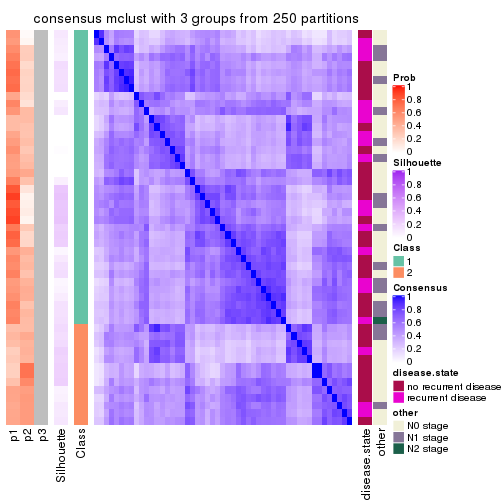 consensus mclust with 3 groups from 250 partitions
Prob
1
0.8
0.6
0.4
0.2
0
Silhouette
1
0.8
0.6
0.4
0.2
0
Class
1
2
Consensus
1
0.8
0.6
0.4
0.2
0
disease.state
no recurrent disease
recurrent disease
other
N0 stage
N1 stage
N2 stage
p1
p2
p3
Silhouette
Class
disease.state
other